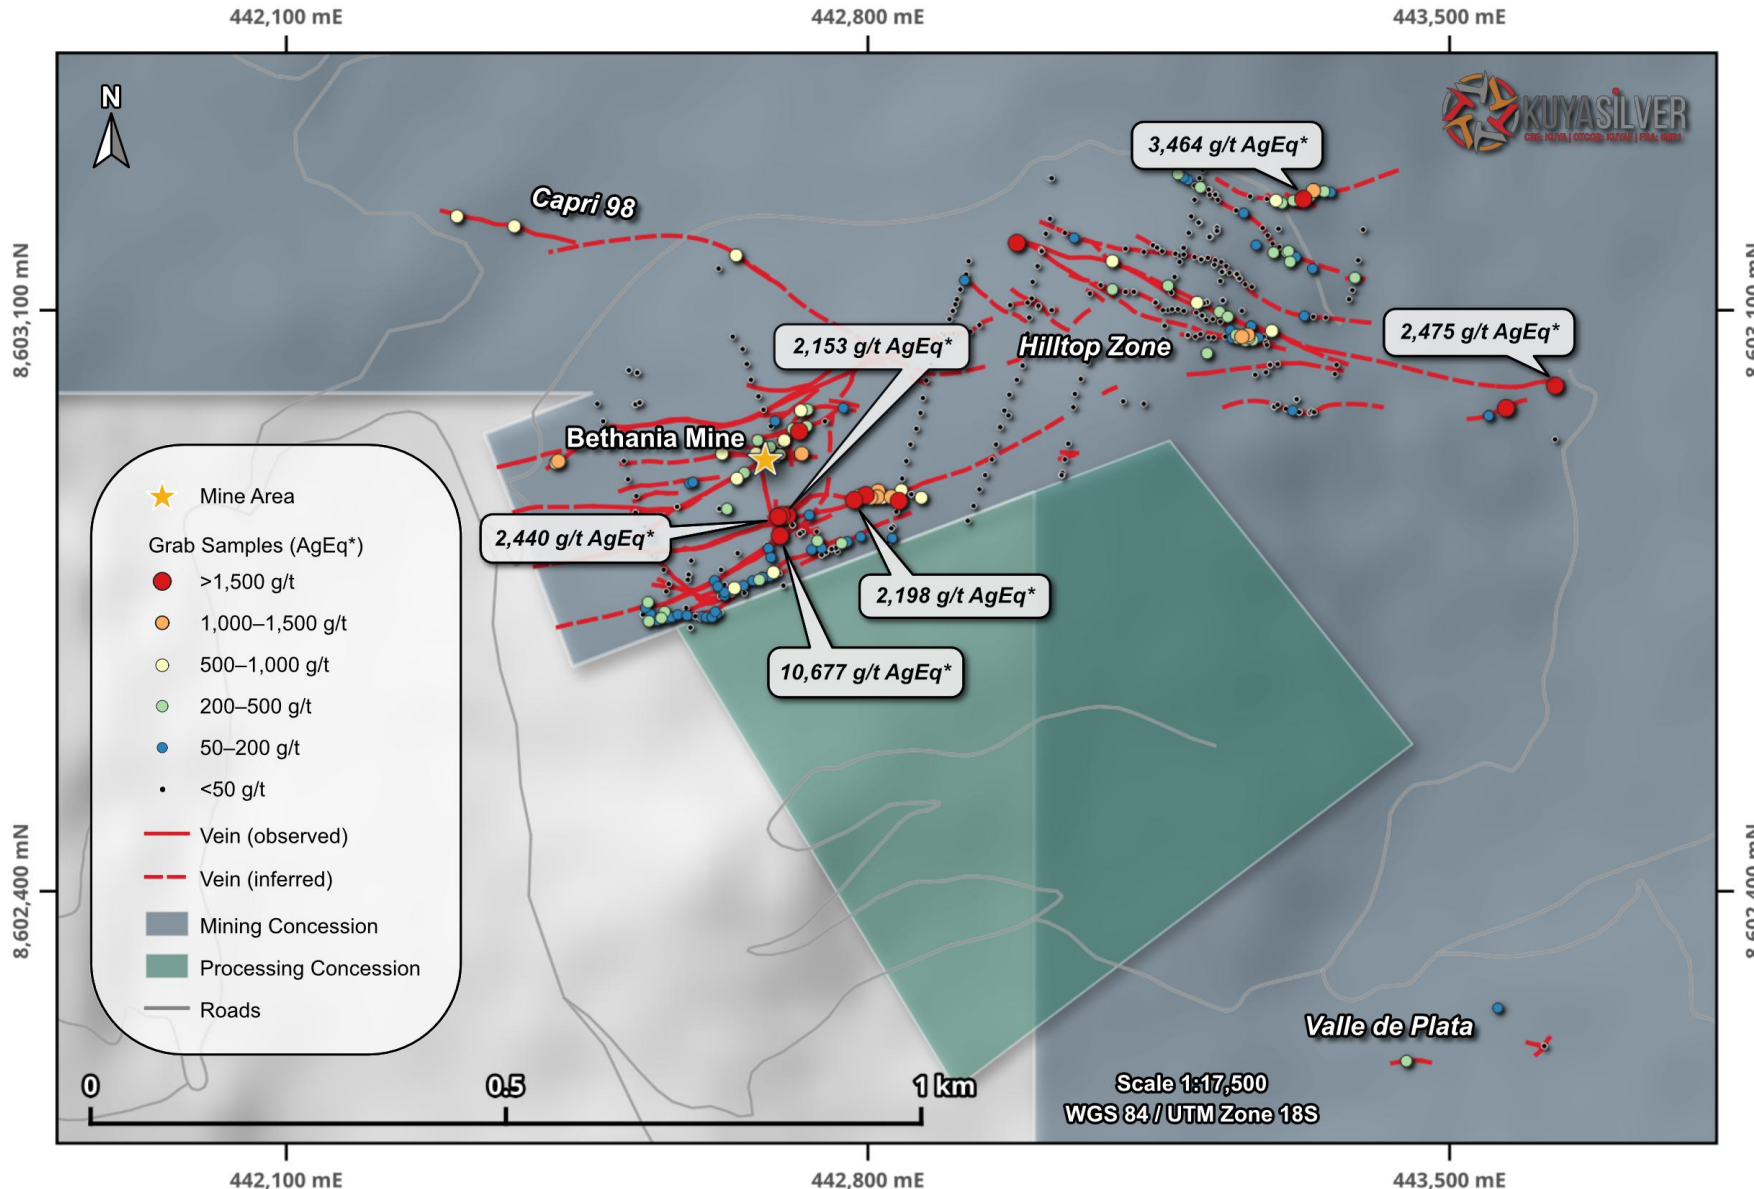 442,100 mE
442,800 mE
443,500 mE
N
KUYASILVER
3,464 g/t AgEq*
Capri 98
8,603,100 mN
2,475 g/t AgEq*
2,153 g/t AgEq*
Hilltop Zone
Bethania Mine
2,440 g/t AgEq*
2,198 g/t AgEq*
10,677 g/t AgEq*
Mine Area
Grab Samples (AgEq*)
>1,500 g/t
1,000–1,500 g/t
500–1,000 g/t
200–500 g/t
50–200 g/t
<50 g/t
Vein (observed)
Vein (inferred)
Mining Concession
Processing Concession
Roads
8,602,400 mN
Valle de Plata
0
0.5
1 km
Scale 1:17,500
WGS 84 / UTM Zone 18S
442,100 mE
442,800 mE
443,500 mE